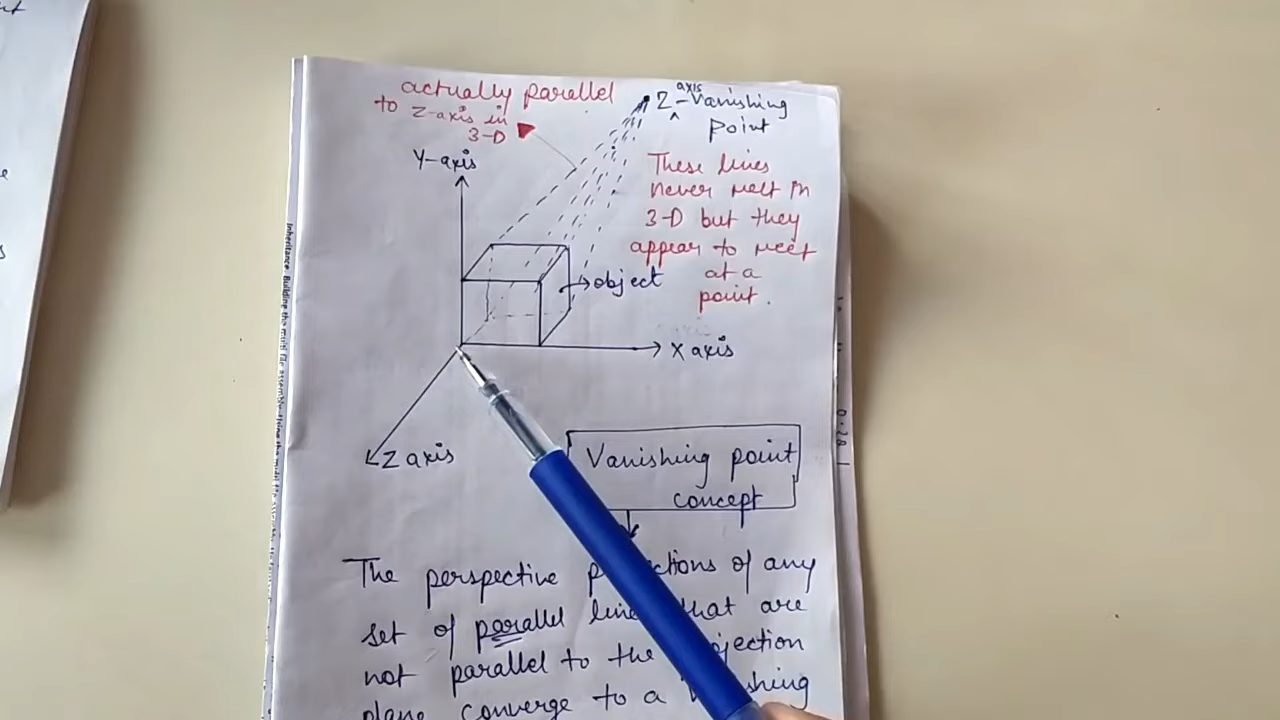 actually parallel
to Z-axis in
3-D
Z-axis vanishing
point
Y-axis
These lines
never meet in
3-D but they
appear to meet
at a
point.
object
X axis
Z axis
Vanishing point
concept
The perspective of any
set of parallel that are
not parallel to the
plane converge to a